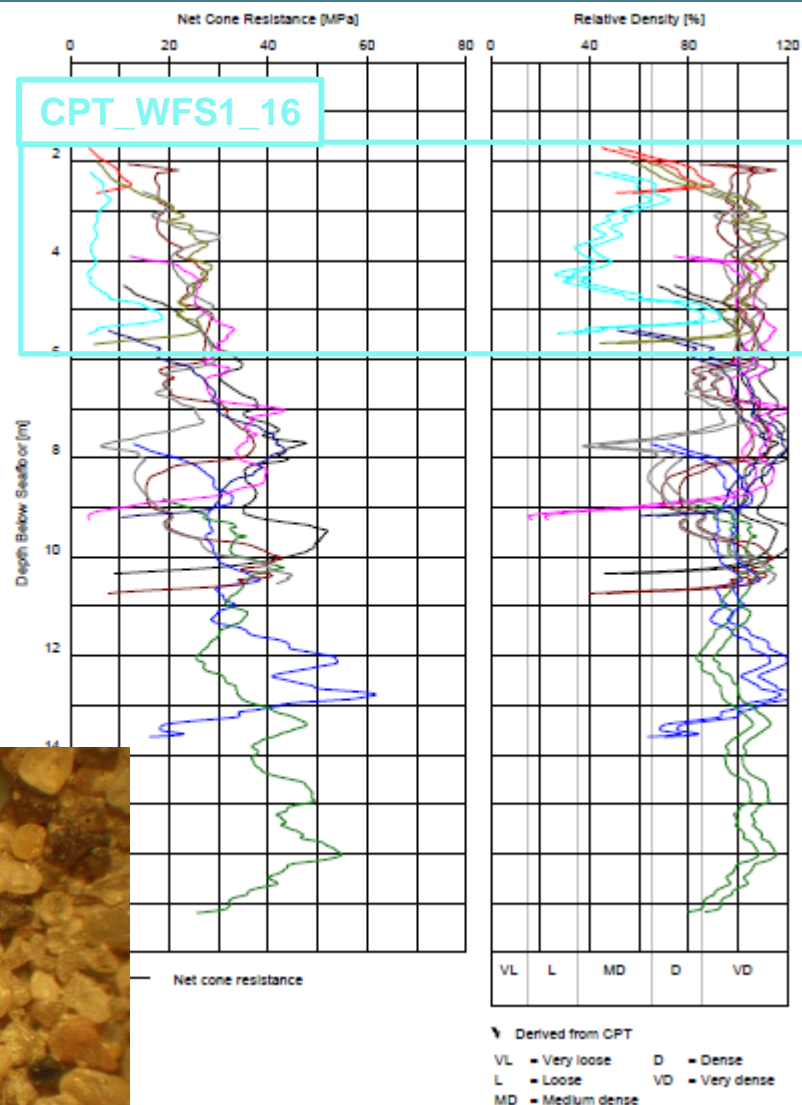 Net Cone Resistance [MPa]
Relative Density [%]
0 20 40 60 80
0 40 80 120
CPT_WFS1_16
2
4
6
Depth Below Seafloor [m]
8
10
12
14
Net cone resistance
VL L MD D VD
Derived from CPT
VL = Very loose D = Dense
L = Loose VD = Very dense
MD = Medium dense